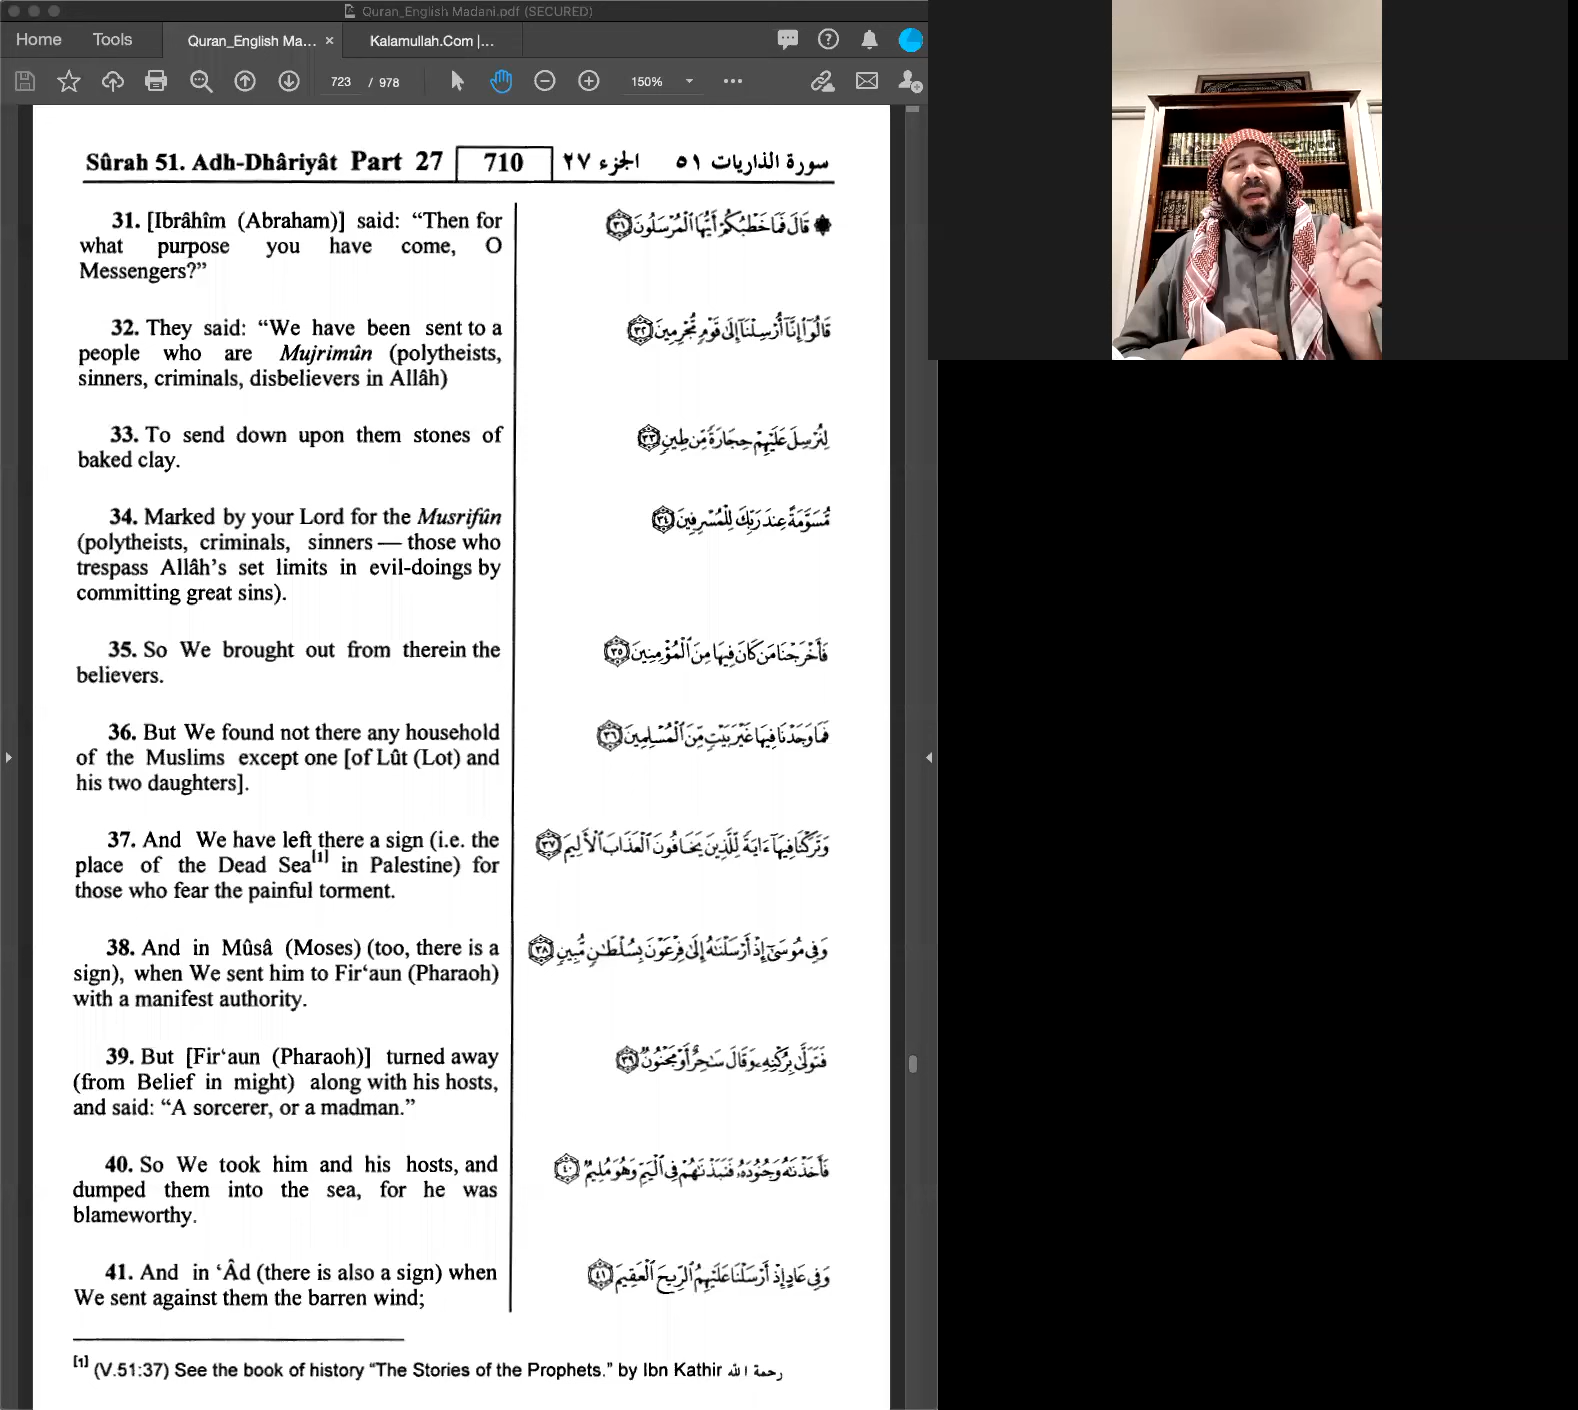 Quran_English Madani.pdf (SECURED)
Home Tools Quran_English Ma... × Kalamullah.Com |...
723 / 978 150%
Sûrah 51. Adh-Dhâriyât Part 27 710 الجزء ٢٧ سورة الذاريات ٥١
31. [Ibrâhîm (Abraham)] said: “Then for
what purpose you have come, O
Messengers?”
۞ قَالَ فَمَا خَطْبُكُمْ أَيُّهَا ٱلْمُرْسَلُونَ ٣١
32. They said: “We have been sent to a
people who are Mujrimûn (polytheists,
sinners, criminals, disbelievers in Allâh)
قَالُوٓا۟ إِنَّآ أُرْسِلْنَآ إِلَىٰ قَوْمٍ مُّجْرِمِينَ ٣٢
33. To send down upon them stones of
baked clay.
لِنُرْسِلَ عَلَيْهِمْ حِجَارَةً مِّن طِينٍ ٣٣
34. Marked by your Lord for the Musrifûn
(polytheists, criminals, sinners — those who
trespass Allâh’s set limits in evil-doings by
committing great sins).
مُّسَوَّمَةً عِندَ رَبِّكَ لِلْمُسْرِفِينَ ٣٤
35. So We brought out from therein the
believers.
فَأَخْرَجْنَا مَن كَانَ فِيهَا مِنَ ٱلْمُؤْمِنِينَ ٣٥
36. But We found not there any household
of the Muslims except one [of Lût (Lot) and
his two daughters].
فَمَا وَجَدْنَا فِيهَا غَيْرَ بَيْتٍ مِّنَ ٱلْمُسْلِمِينَ ٣٦
37. And We have left there a sign (i.e. the
place of the Dead Sea[1] in Palestine) for
those who fear the painful torment.
وَتَرَكْنَا فِيهَآ ءَايَةً لِّلَّذِينَ يَخَافُونَ ٱلْعَذَابَ ٱلْأَلِيمَ ٣٧
38. And in Mûsâ (Moses) (too, there is a
sign), when We sent him to Fir‘aun (Pharaoh)
with a manifest authority.
وَفِى مُوسَىٰٓ إِذْ أَرْسَلْنَٰهُ إِلَىٰ فِرْعَوْنَ بِسُلْطَٰنٍ مُّبِينٍ ٣٨
39. But [Fir‘aun (Pharaoh)] turned away
(from Belief in might) along with his hosts,
and said: “A sorcerer, or a madman.”
فَتَوَلَّىٰ بِرُكْنِهِۦ وَقَالَ سَٰحِرٌ أَوْ مَجْنُونٌ ٣٩
40. So We took him and his hosts, and
dumped them into the sea, for he was
blameworthy.
فَأَخَذْنَٰهُ وَجُنُودَهُۥ فَنَبَذْنَٰهُمْ فِى ٱلْيَمِّ وَهُوَ مُلِيمٌ ٤٠
41. And in ‘Âd (there is also a sign) when
We sent against them the barren wind;
وَفِى عَادٍ إِذْ أَرْسَلْنَا عَلَيْهِمُ ٱلرِّيحَ ٱلْعَقِيمَ ٤١
[1] (V.51:37) See the book of history “The Stories of the Prophets.” by Ibn Kathir رحمة الله